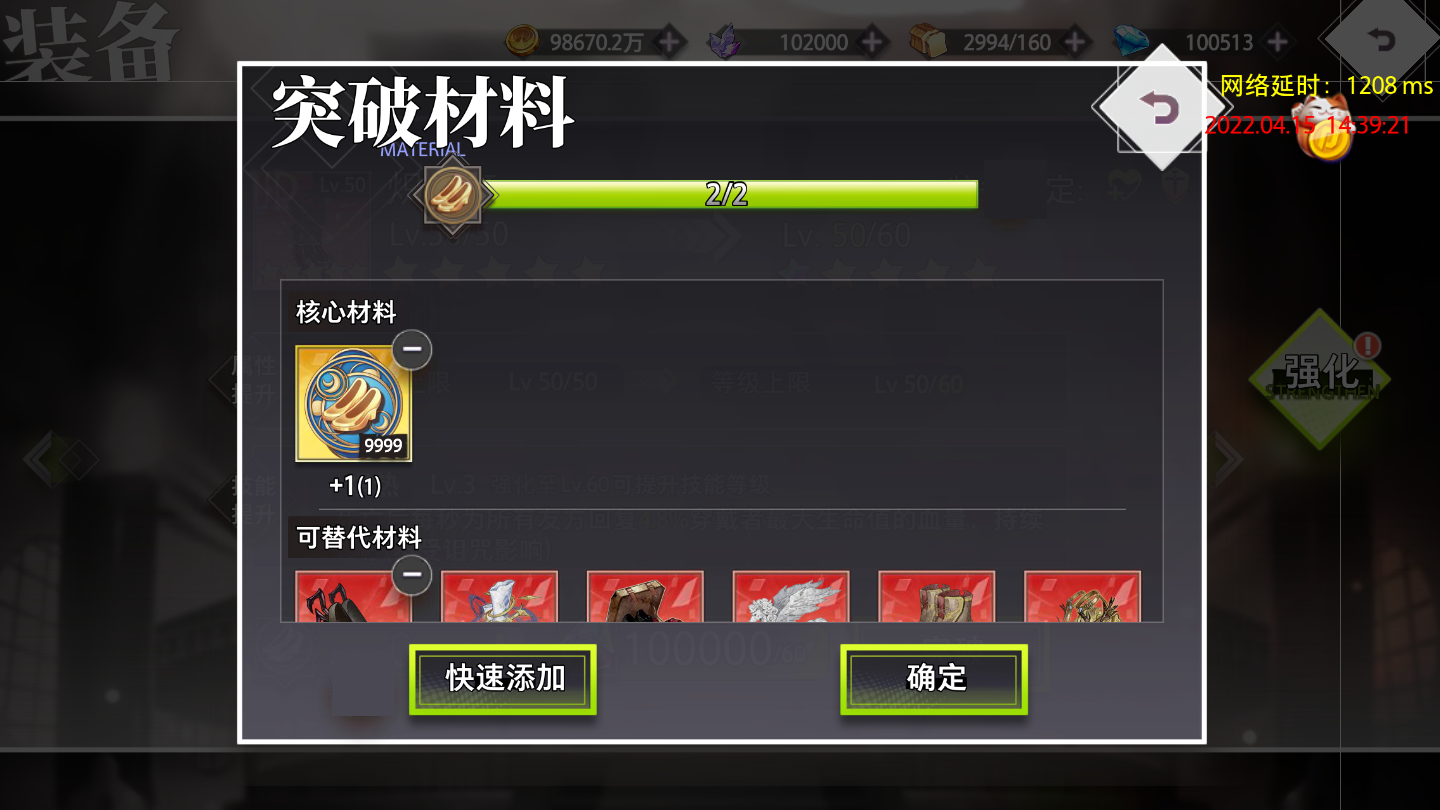 装备
98670.2万
102000
2994/160
100513
网络延时：1208 ms
2022.04.15 14:39:21
突破材料
MATERIAL
2/2
Lv 50
定:
Lv. 50/60
核心材料
9999
+1(1)
Lv 50/50
等级上限
Lv 50/60
Lv.3 强化至Lv.60可提升技能等级
可替代材料
强化
STRENGTHEN
100000
快速添加
确定